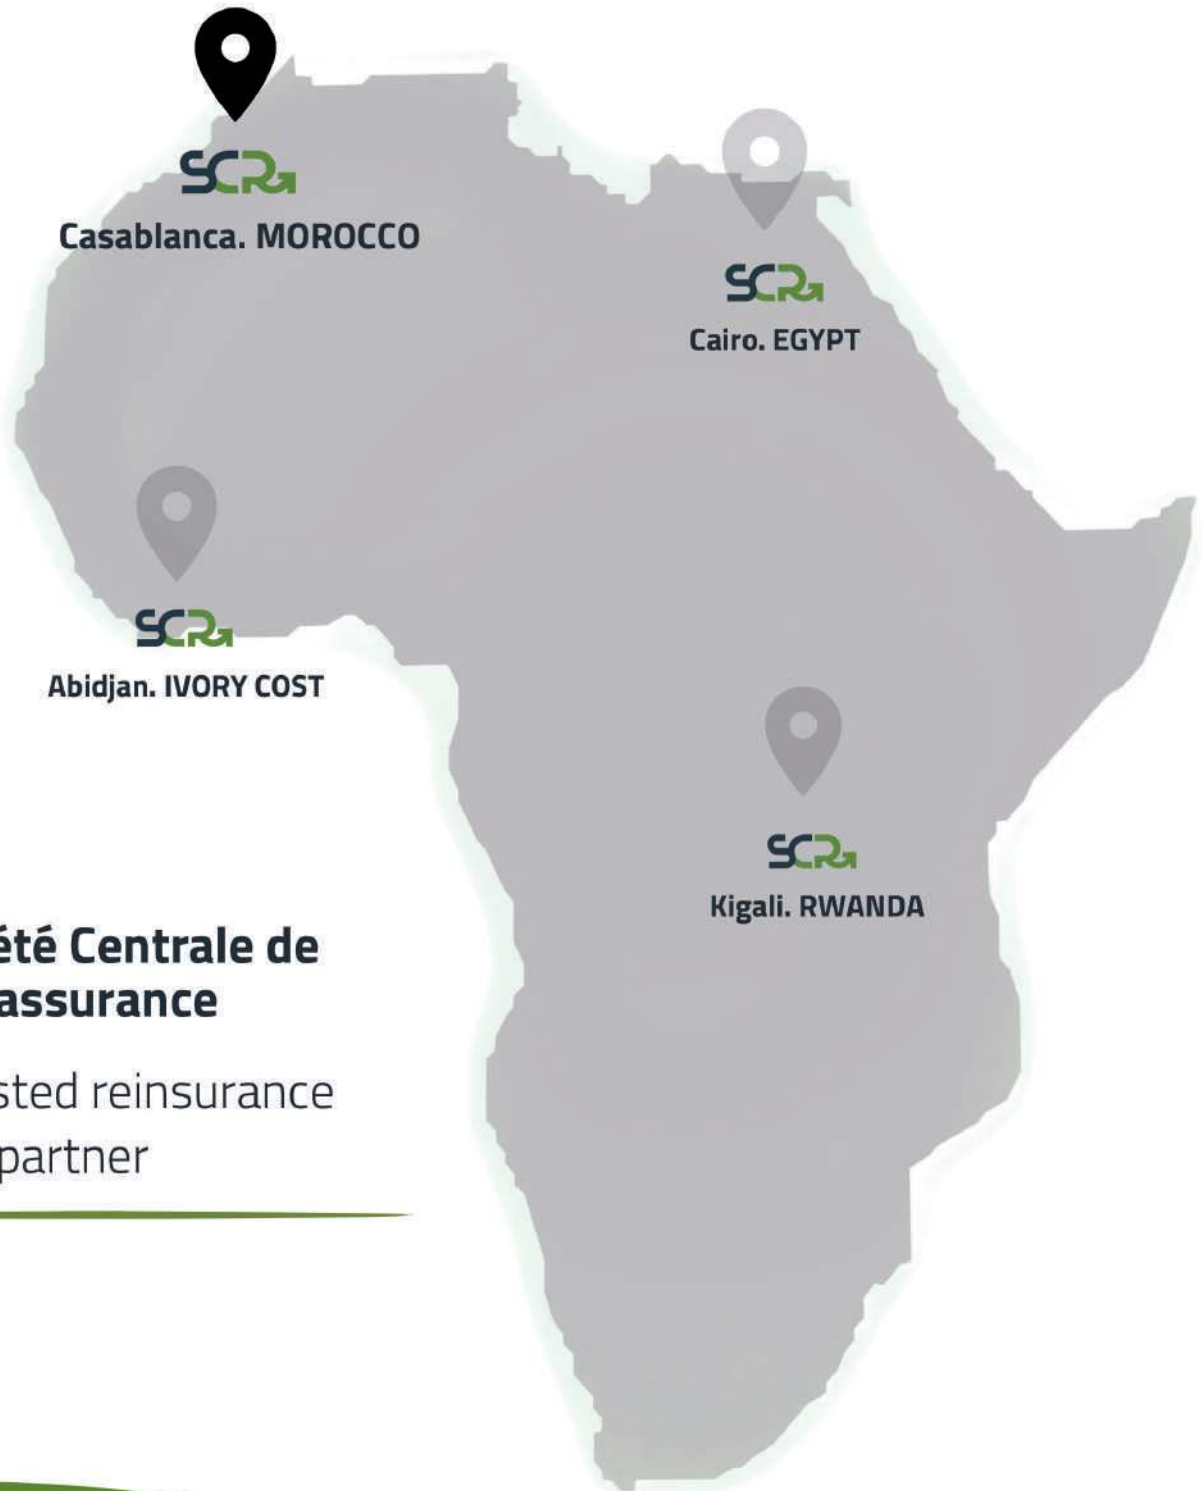 SCR
Casablanca. MOROCCO
SCR
Cairo. EGYPT
SCR
Abidjan. IVORY COST
SCR
Kigali. RWANDA
été Centrale de
assurance
sted reinsurance
partner